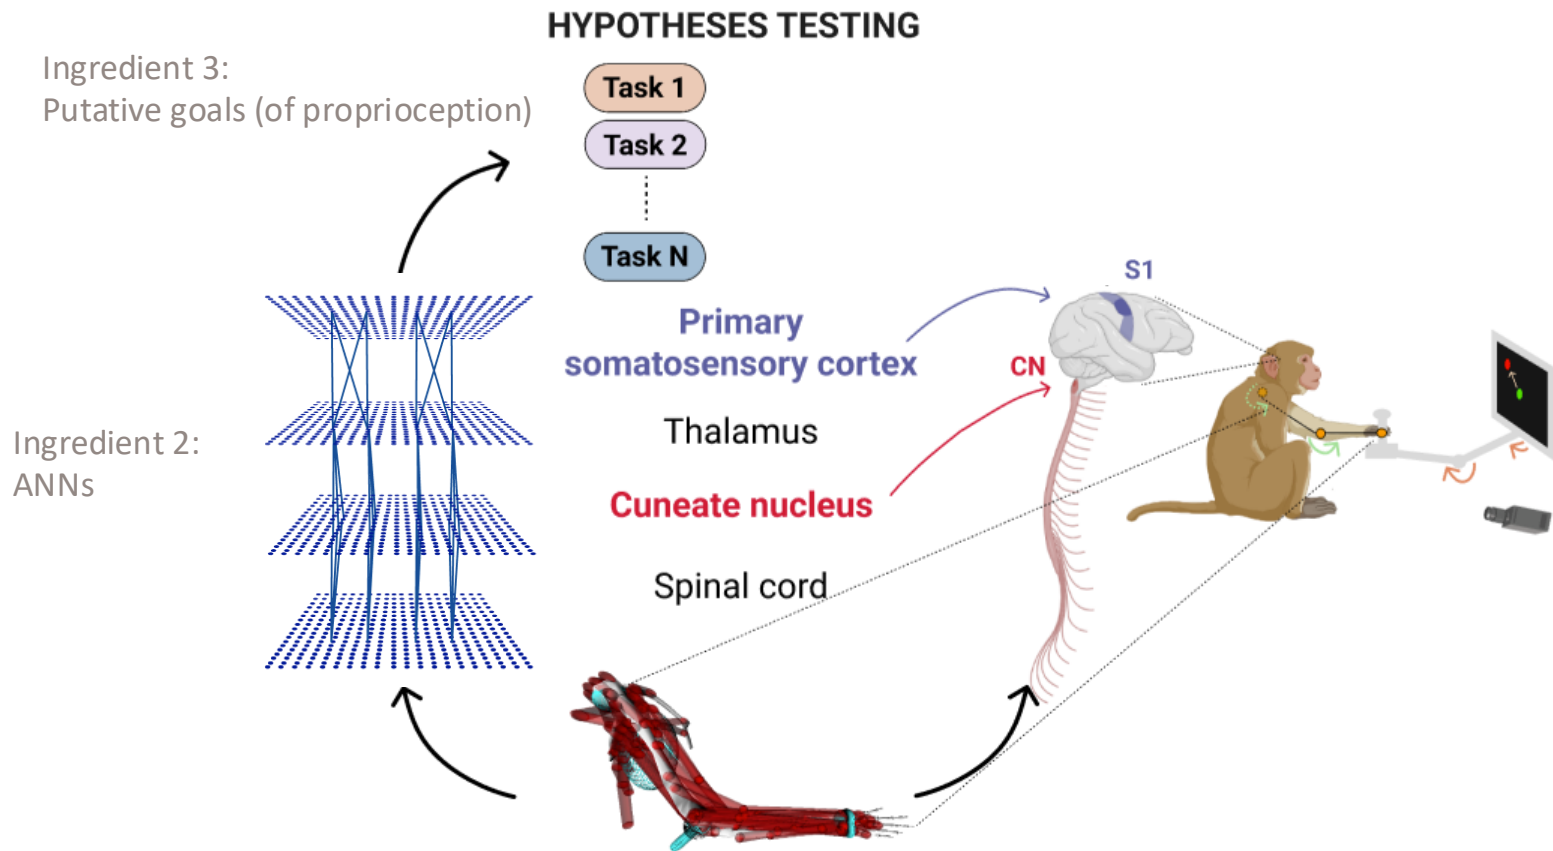 HYPOTHESES TESTING
Ingredient 3:
Putative goals (of proprioception)
Task 1
Task 2
Task N
S1
Primary
somatosensory cortex
CN
Thalamus
Ingredient 2:
ANNs
Cuneate nucleus
Spinal cord